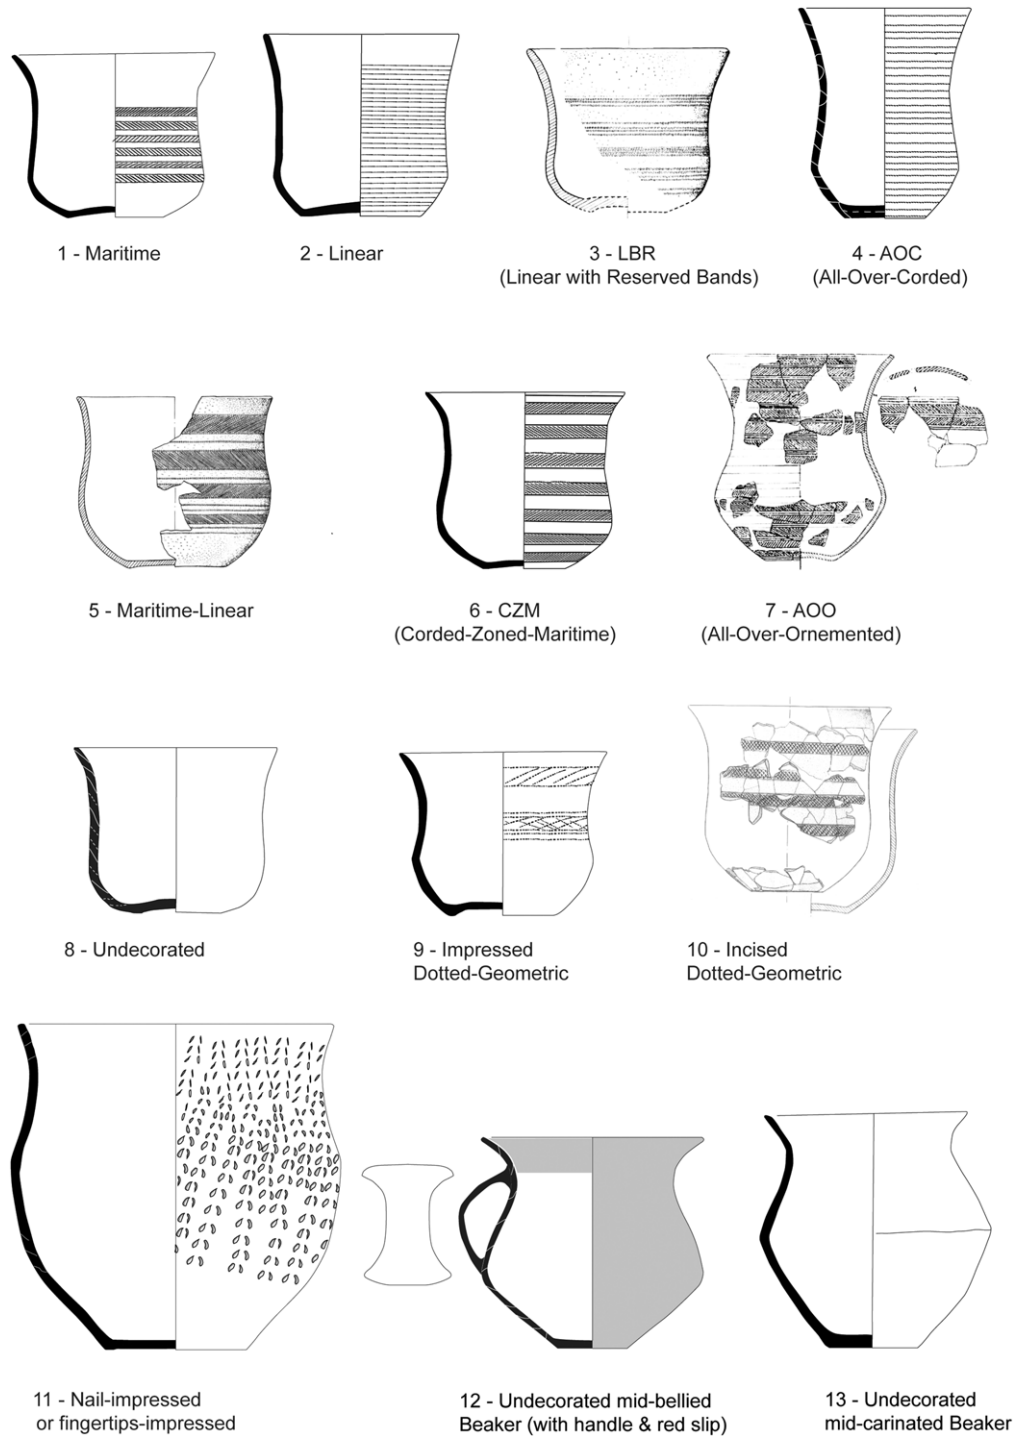 1 - Maritime
2 - Linear
3 - LBR
(Linear with Reserved Bands)
4 - AOC
(All-Over-Corded)
5 - Maritime-Linear
6 - CZM
(Corded-Zoned-Maritime)
7 - AOO
(All-Over-Ornemented)
8 - Undecorated
9 - Impressed
Dotted-Geometric
10 - Incised
Dotted-Geometric
11 - Nail-impressed
or fingertips-impressed
12 - Undecorated mid-bellied
Beaker (with handle & red slip)
13 - Undecorated
mid-carinated Beaker